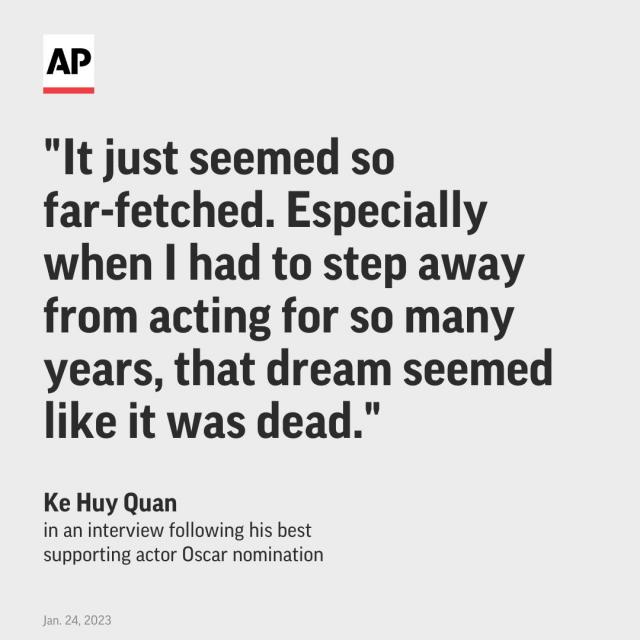 AP
"It just seemed so
far-fetched. Especially
when I had to step away
from acting for so many
years, that dream seemed
like it was dead."
Ke Huy Quan
in an interview following his best
supporting actor Oscar nomination
Jan. 24, 2023